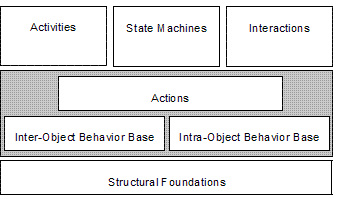 Activities
State Machines
Interactions
Actions
Inter-Object Behavior Base
Intra-Object Behavior Base
Structural Foundations